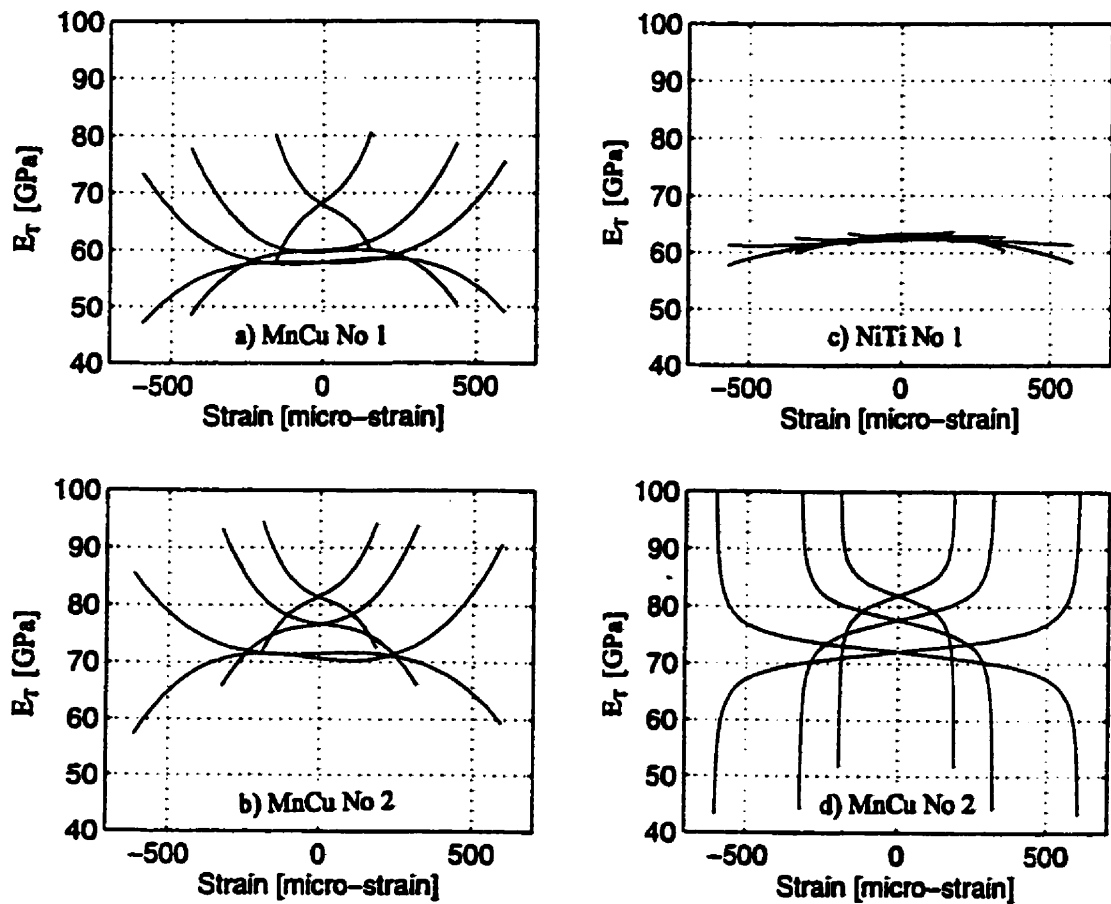 100
90
80
70
60
50
40
E_T [GPa]
a) MnCu No 1
−500 0 500
Strain [micro−strain]
100
90
80
70
60
50
40
E_T [GPa]
c) NiTi No 1
−500 0 500
Strain [micro−strain]
100
90
80
70
60
50
40
E_T [GPa]
b) MnCu No 2
−500 0 500
Strain [micro−strain]
100
90
80
70
60
50
40
E_T [GPa]
d) MnCu No 2
−500 0 500
Strain [micro−strain]